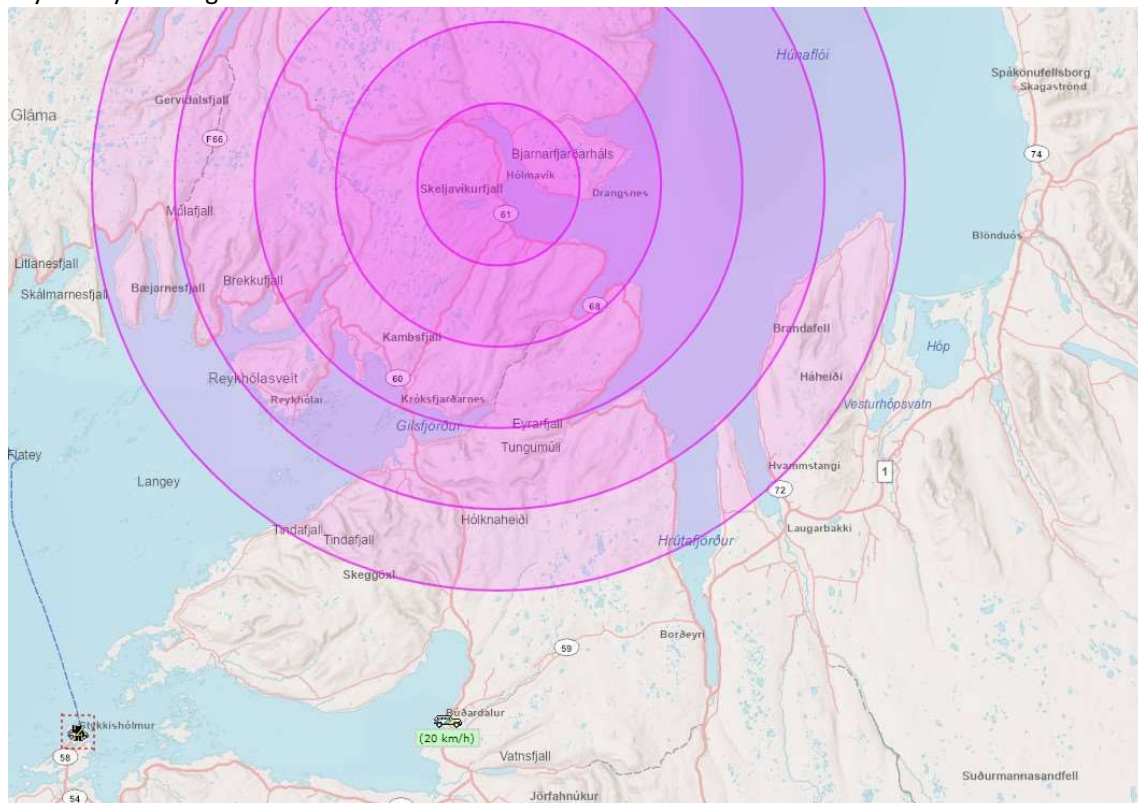 Húnaflói
Spákonufellsborg
Skagaströnd
Gervidalsfjall
Gláma
F66
Bjarnarfjarðarháls
Hólmavík
Skeljavíkurfjall
Drangsnes
74
61
Múlafjall
Blönduós
Litlanesfjall
Bæjarnesfjall
Brekkufjall
Skálmarnesfjall
68
Brandafell
Kambsfjall
Hóp
Háheiði
Reykhólasveit
60
Reykhólar
Króksfjarðarnes
Vesturhópsvatn
Gilsfjörður
Eyrarfjall
Tungumúli
Flatey
Hvammstangi
1
Langey
72
Hólknaheiði
Tindafjall
Tindafjall
Laugarbakki
Hrútafjörður
Skeggöxl
Borðeyri
59
Búðardalur
Stykkishólmur
(20 km/h)
58
Vatnsfjall
Suðurmannasandfell
54
Jörfahnúkur